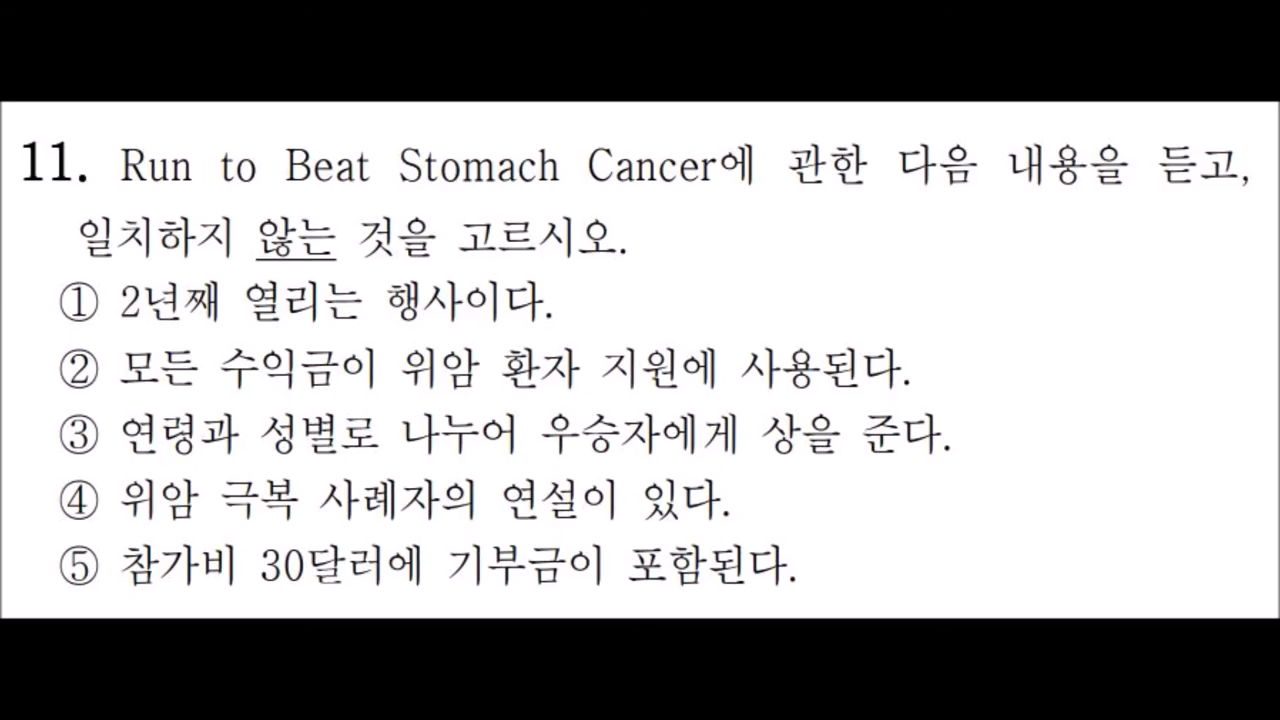 11. Run to Beat Stomach Cancer에 관한 다음 내용을 듣고,
일치하지 않는 것을 고르시오.
① 2년째 열리는 행사이다.
② 모든 수익금이 위암 환자 지원에 사용된다.
③ 연령과 성별로 나누어 우승자에게 상을 준다.
④ 위암 극복 사례자의 연설이 있다.
⑤ 참가비 30달러에 기부금이 포함된다.